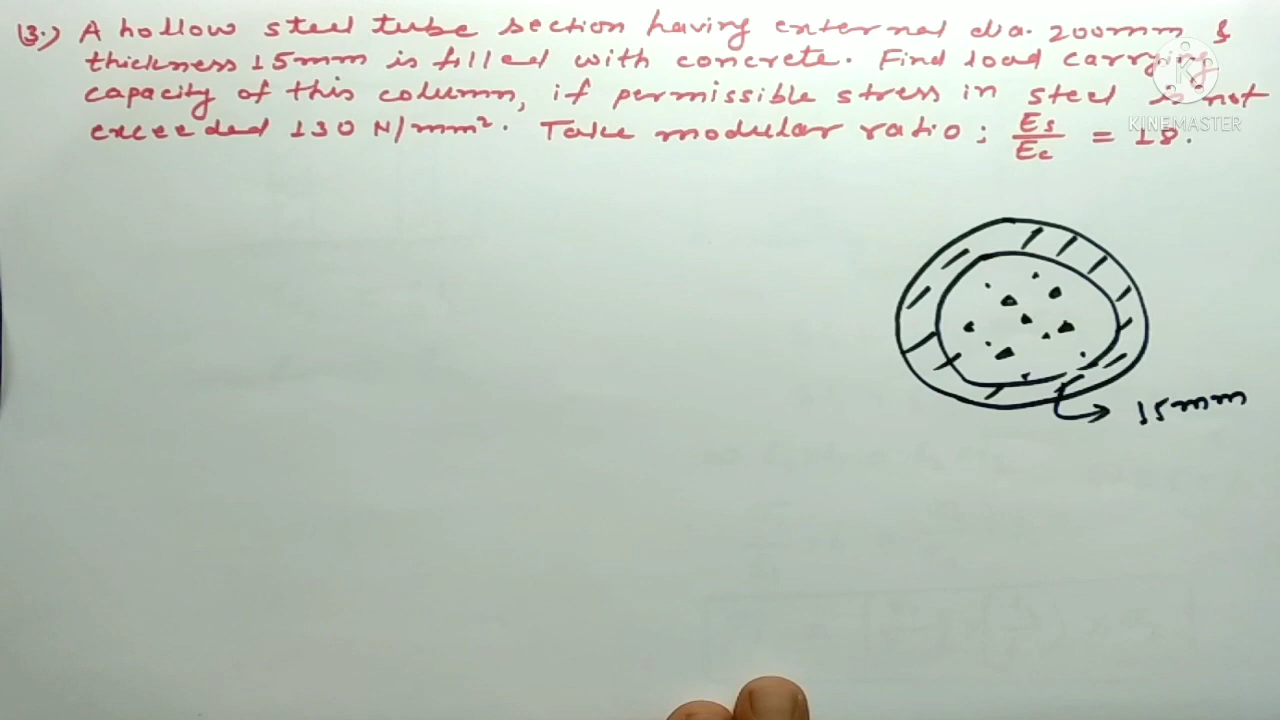 (3.) A hollow steel tube section having external dia. 200mm &
thickness 15mm is filled with concrete. Find load carrying
capacity of this column, if permissible stress in steel is not
exceeded 130 N/mm². Take modular ratio ; Es/Ec = 18.
KINEMASTER
15mm